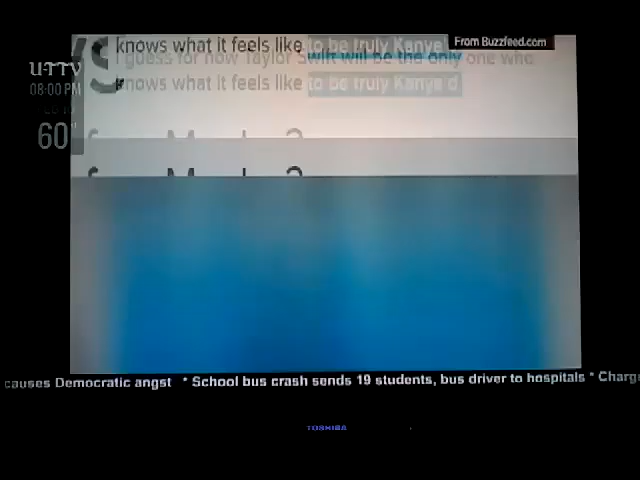 knows what it feels like to be truly Kanye
From Buzzfeed.com
I guess for now Taylor Swift will be the only one who
knows what it feels like to be truly Kanye'd
UTTV
08:00 PM
60°
causes Democratic angst * School bus crash sends 19 students, bus driver to hospitals * Charg
TOSHIBA